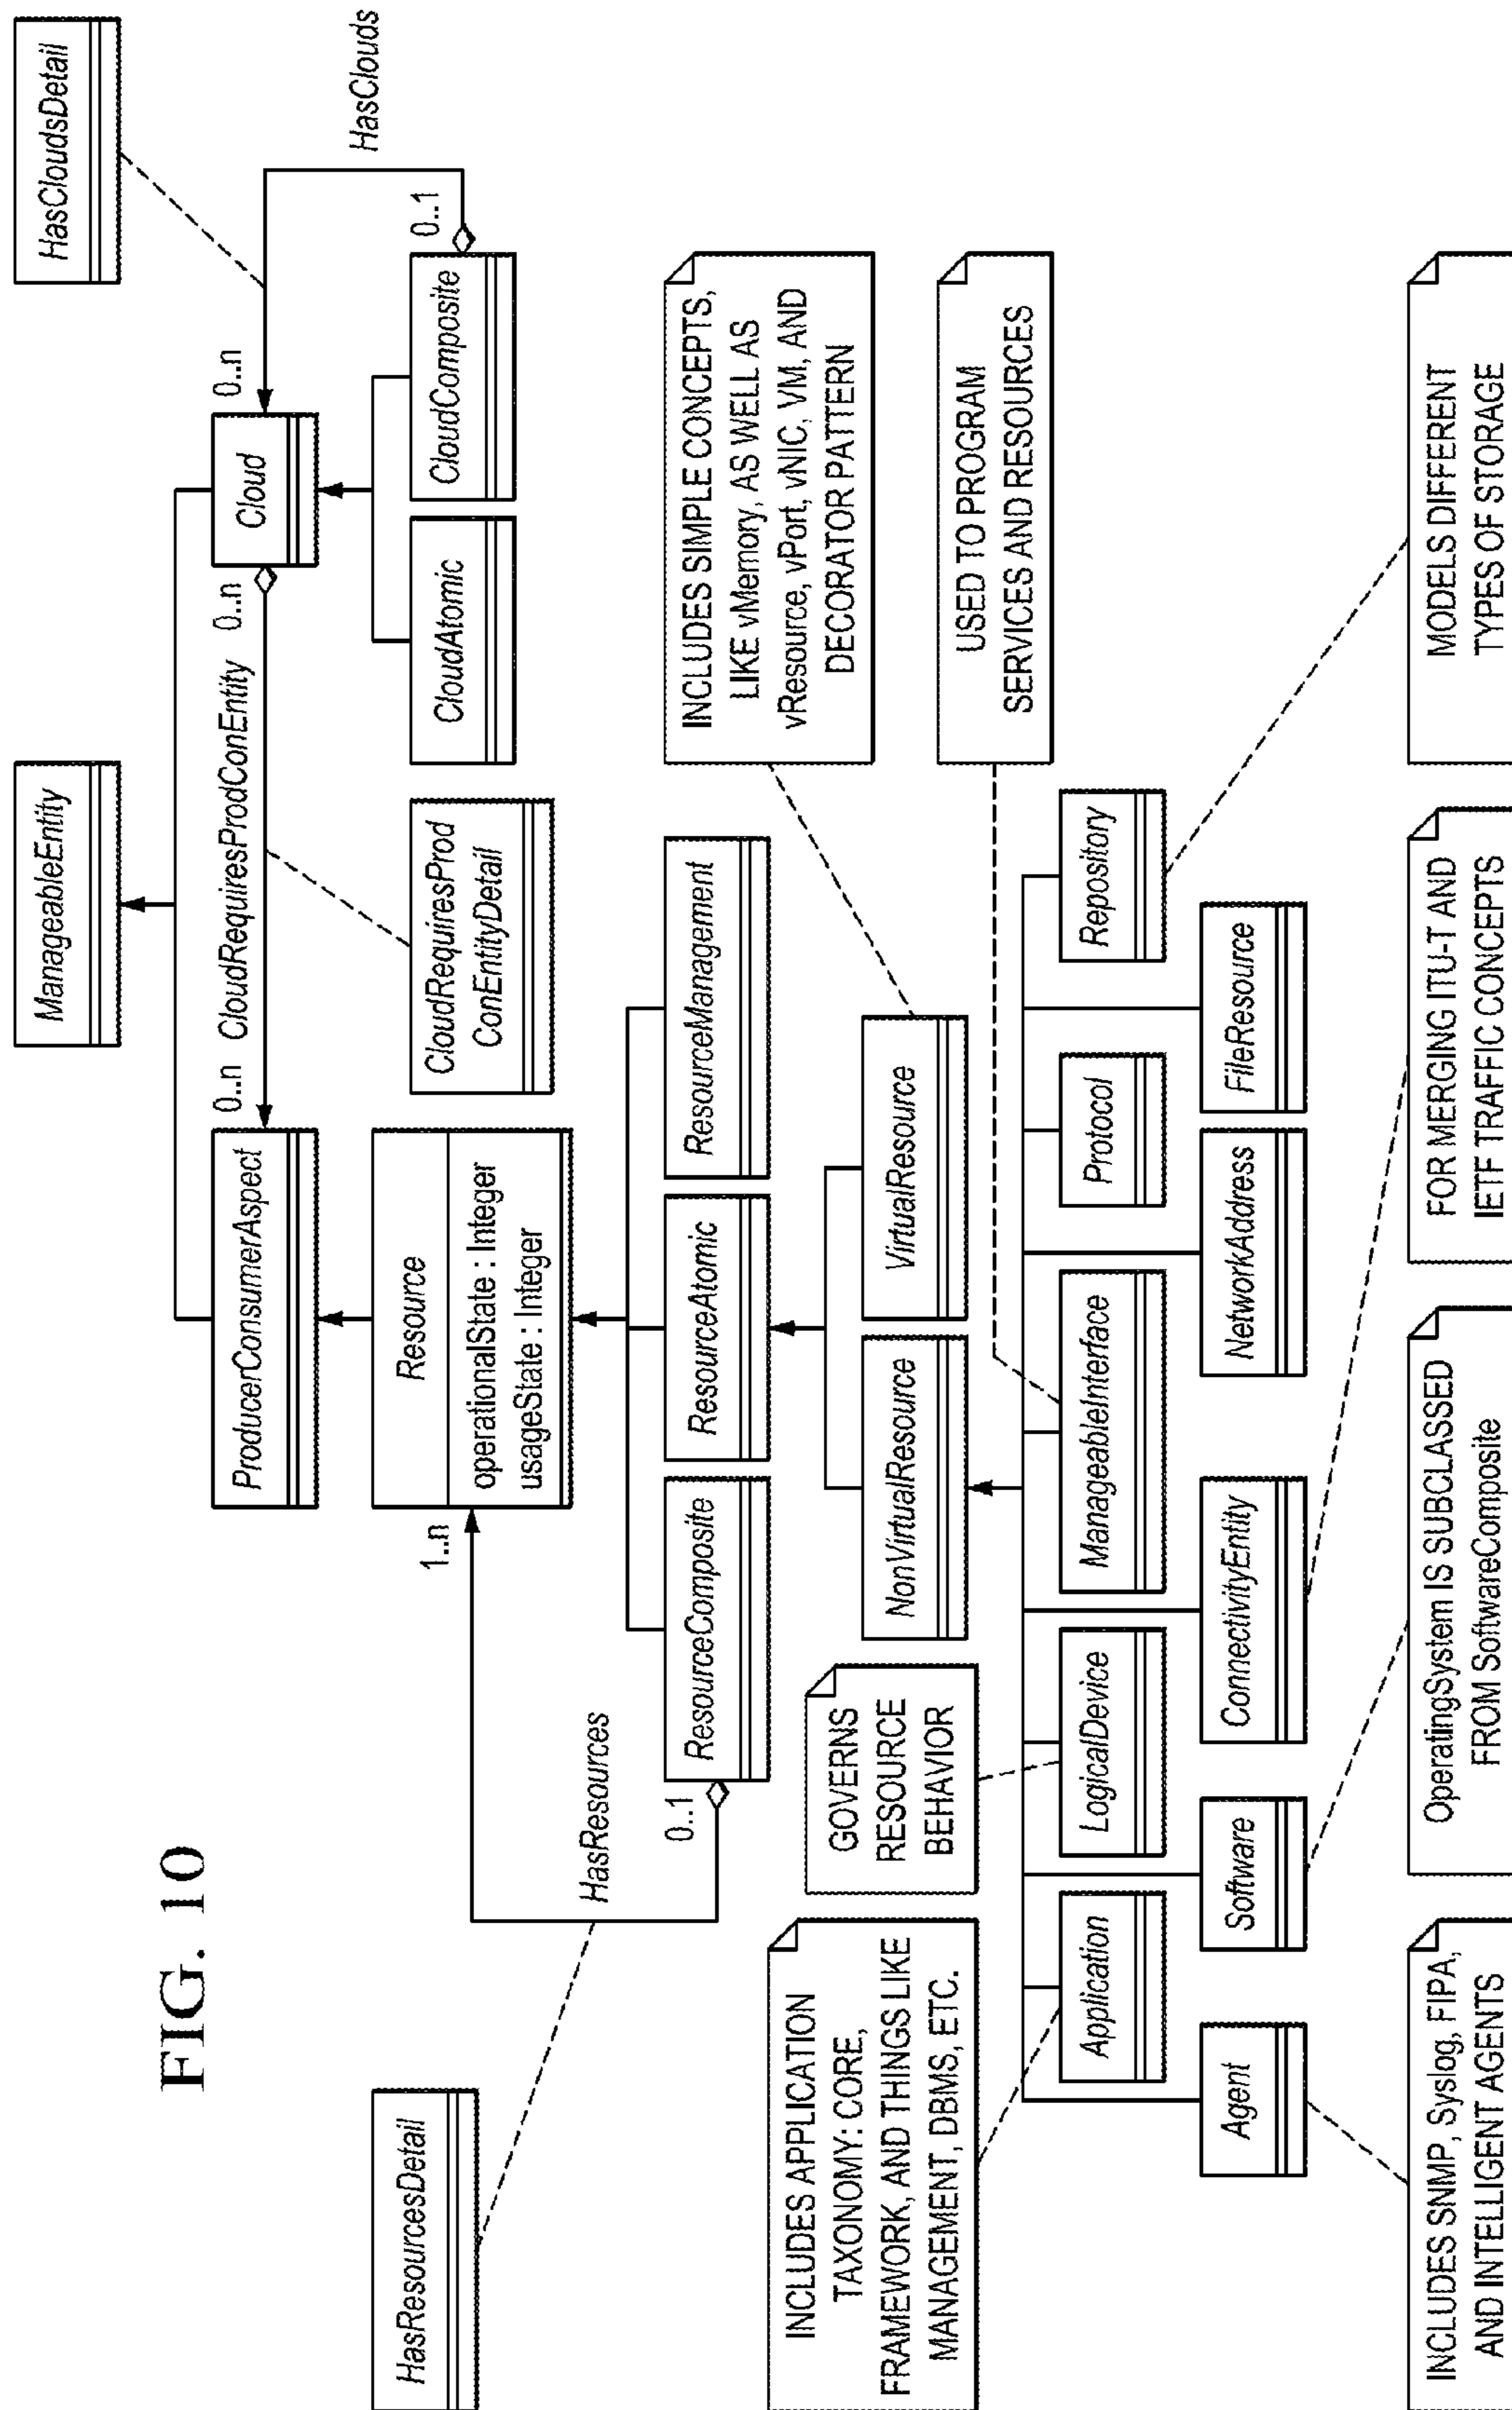 FIG. 10
ManageableEntity
HasCloudsDetail
ProducerConsumerAspect
0..n
CloudRequiresProdConEntity
0..n
Cloud
0..n
HasClouds
HasResourcesDetail
Resource
operationalState : Integer
usageState : Integer
1..n
CloudRequiresProd
ConEntityDetail
CloudAtomic
CloudComposite
0..1
HasResources
0..1
ResourceComposite
ResourceAtomic
ResourceManagement
INCLUDES SIMPLE CONCEPTS,
LIKE vMemory, AS WELL AS
vResource, vPort, vNIC, VM, AND
DECORATOR PATTERN
INCLUDES APPLICATION
TAXONOMY: CORE,
FRAMEWORK, AND THINGS LIKE
MANAGEMENT, DBMS, ETC.
GOVERNS
RESOURCE
BEHAVIOR
NonVirtualResource
VirtualResource
USED TO PROGRAM
SERVICES AND RESOURCES
Application
LogicalDevice
ManageableInterface
Protocol
Repository
Agent
Software
ConnectivityEntity
NetworkAddress
FileResource
INCLUDES SNMP, Syslog, FIPA,
AND INTELLIGENT AGENTS
OperatingSystem IS SUBCLASSED
FROM SoftwareComposite
FOR MERGING ITU-T AND
IETF TRAFFIC CONCEPTS
MODELS DIFFERENT
TYPES OF STORAGE